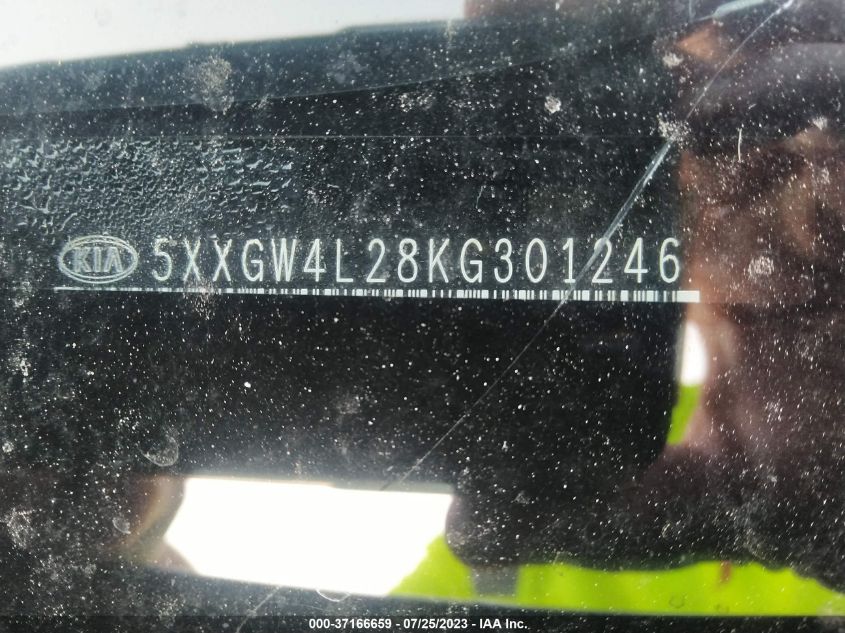 KIA 5XXGW4L28KG301246
000-37166659 - 07/25/2023 - IAA Inc.